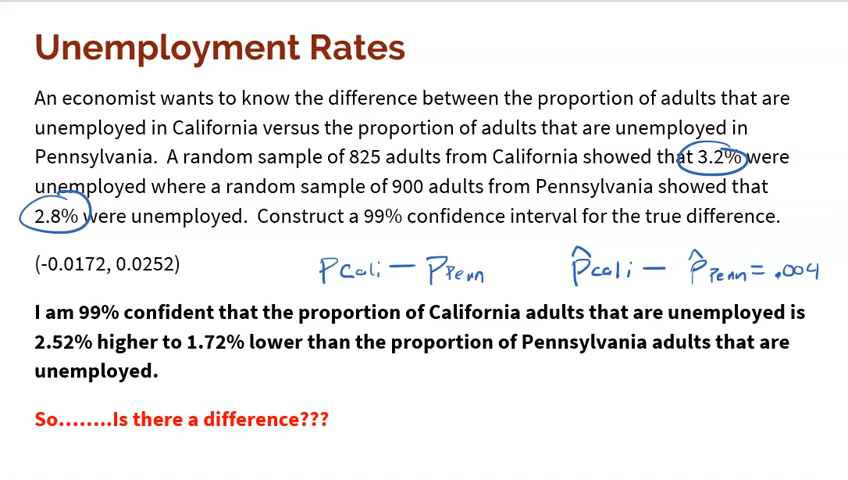 Unemployment Rates
An economist wants to know the difference between the proportion of adults that are
unemployed in California versus the proportion of adults that are unemployed in
Pennsylvania. A random sample of 825 adults from California showed that 3.2% were
unemployed where a random sample of 900 adults from Pennsylvania showed that
2.8% were unemployed. Construct a 99% confidence interval for the true difference.
(-0.0172, 0.0252) Pcali − PPenn p̂cali − p̂Penn = .004
I am 99% confident that the proportion of California adults that are unemployed is
2.52% higher to 1.72% lower than the proportion of Pennsylvania adults that are
unemployed.
So........Is there a difference???